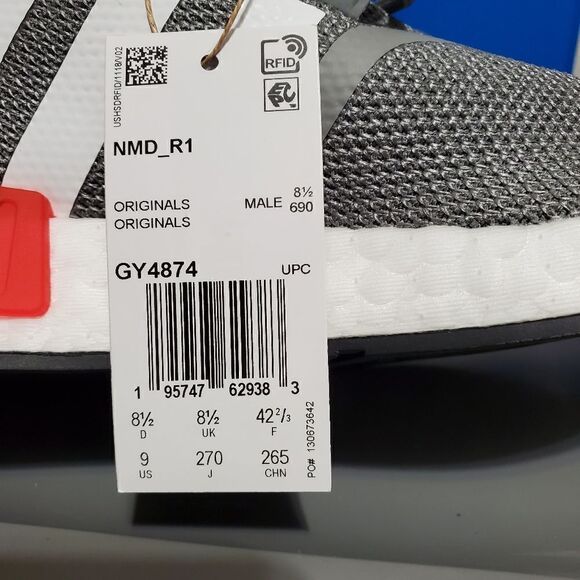 USHSDRFID/1118/V02
RFID
NMD_R1
ORIGINALS MALE 8½
ORIGINALS 690
GY4874 UPC
1 95747 62938 3
8½ 8½ 42⅔
D UK F
9 270 265
US J CHN
PO# 130673642